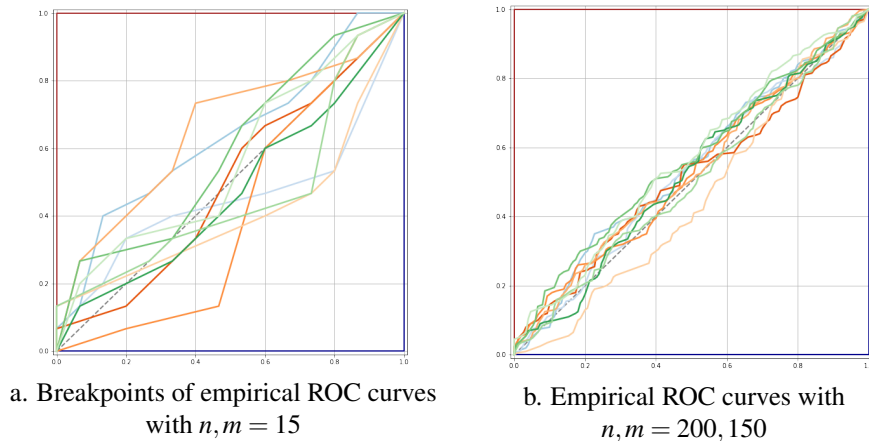 1.0
0.8
0.6
0.4
0.2
0.0
0.0 0.2 0.4 0.6 0.8 1.0
a. Breakpoints of empirical ROC curves
with n, m = 15
1.0
0.8
0.6
0.4
0.2
0.0
0.0 0.2 0.4 0.6 0.8 1.
b. Empirical ROC curves with
n, m = 200, 150